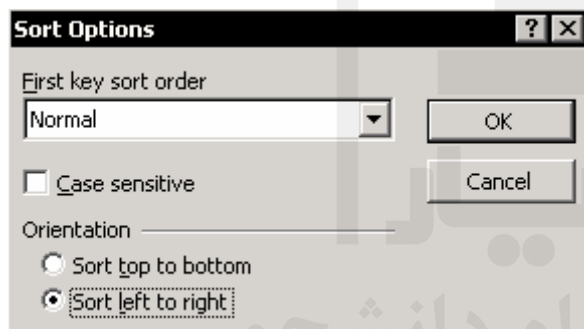 Sort Options
First key sort order
Normal
OK
Case sensitive
Cancel
Orientation
Sort top to bottom
Sort left to right